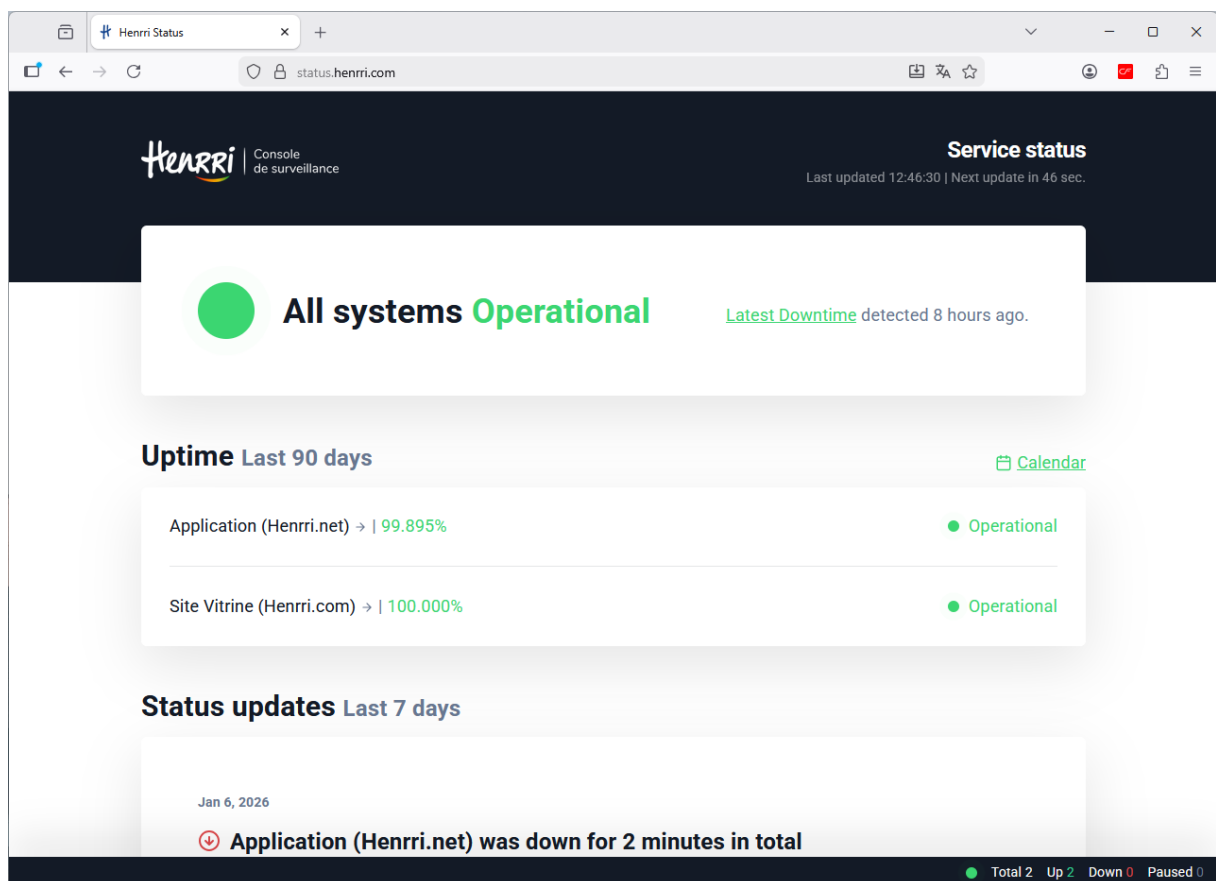 Henrri Status
status.henrri.com
Henrri
Console
de surveillance
Service status
Last updated 12:46:30 | Next update in 46 sec.
All systems Operational
Latest Downtime detected 8 hours ago.
Uptime Last 90 days
Calendar
Application (Henrri.net) → | 99.895%
Operational
Site Vitrine (Henrri.com) → | 100.000%
Operational
Status updates Last 7 days
Jan 6, 2026
Application (Henrri.net) was down for 2 minutes in total
Total 2 Up 2 Down 0 Paused 0